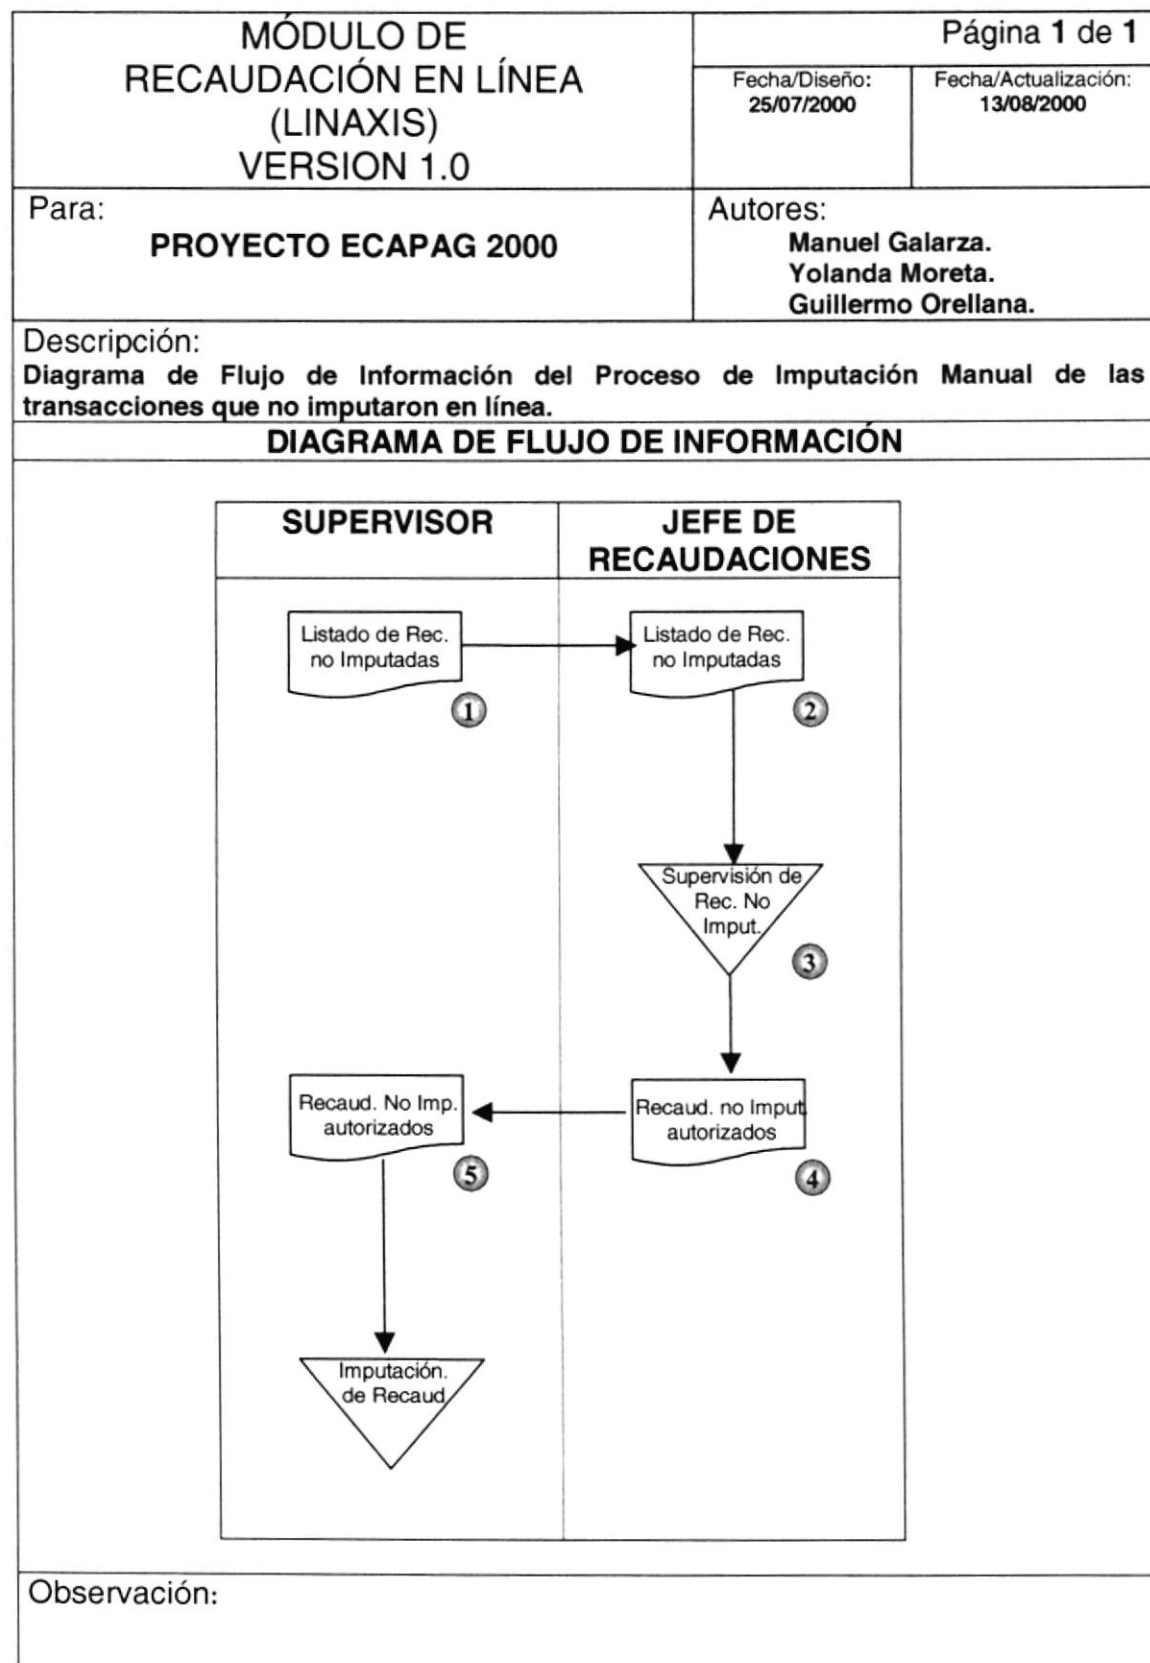 MÓDULO DE
RECAUDACIÓN EN LÍNEA
(LINAXIS)
VERSION 1.0
Página 1 de 1
Fecha/Diseño:
25/07/2000
Fecha/Actualización:
13/08/2000
Para:
PROYECTO ECAPAG 2000
Autores:
Manuel Galarza.
Yolanda Moreta.
Guillermo Orellana.
Descripción:
Diagrama de Flujo de Información del Proceso de Imputación Manual de las
transacciones que no imputaron en línea.
DIAGRAMA DE FLUJO DE INFORMACIÓN
SUPERVISOR
JEFE DE
RECAUDACIONES
Listado de Rec.
no Imputadas
1
Listado de Rec.
no Imputadas
2
Supervisión de
Rec. No
Imput.
3
Recaud. no Imput.
autorizados
4
Recaud. No Imp.
autorizados
5
Imputación.
de Recaud
Observación: